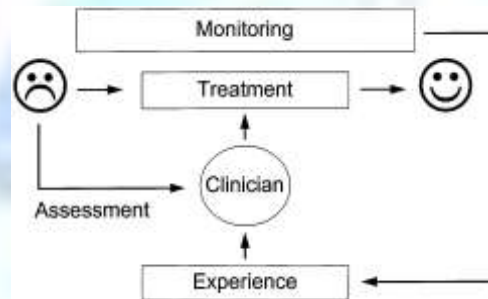 Monitoring
Treatment
Clinician
Assessment
Experience